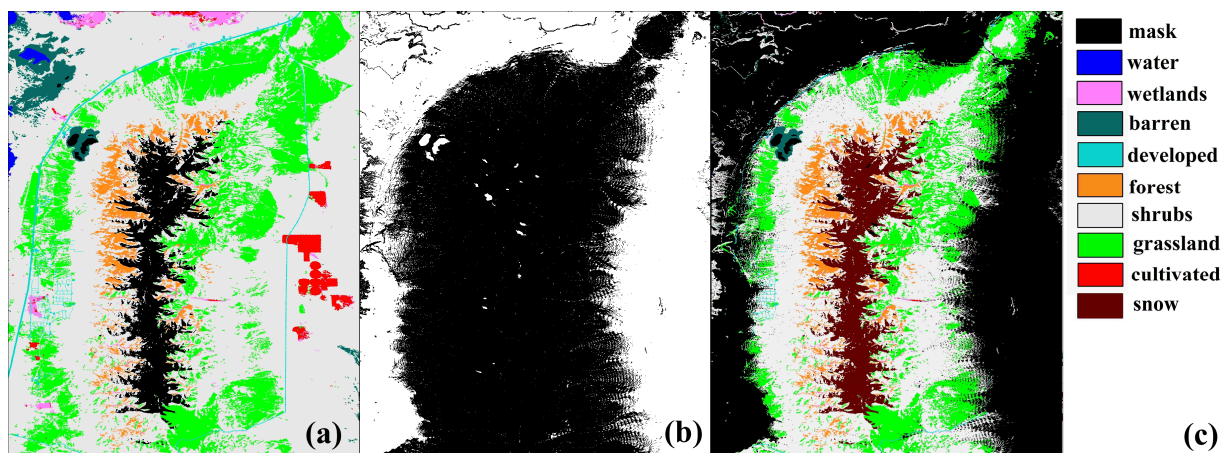 (a)
(b)
(c)
mask
water
wetlands
barren
developed
forest
shrubs
grassland
cultivated
snow